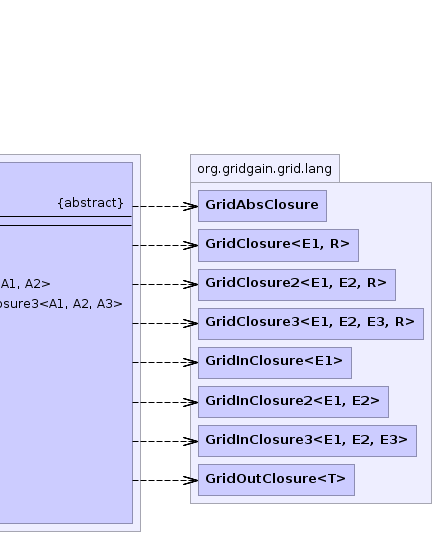 org.gridgain.grid.lang
{abstract}
GridAbsClosure
GridClosure<E1, R>
A1, A2>
GridClosure2<E1, E2, R>
osure3<A1, A2, A3>
GridClosure3<E1, E2, E3, R>
GridInClosure<E1>
GridInClosure2<E1, E2>
GridInClosure3<E1, E2, E3>
GridOutClosure<T>